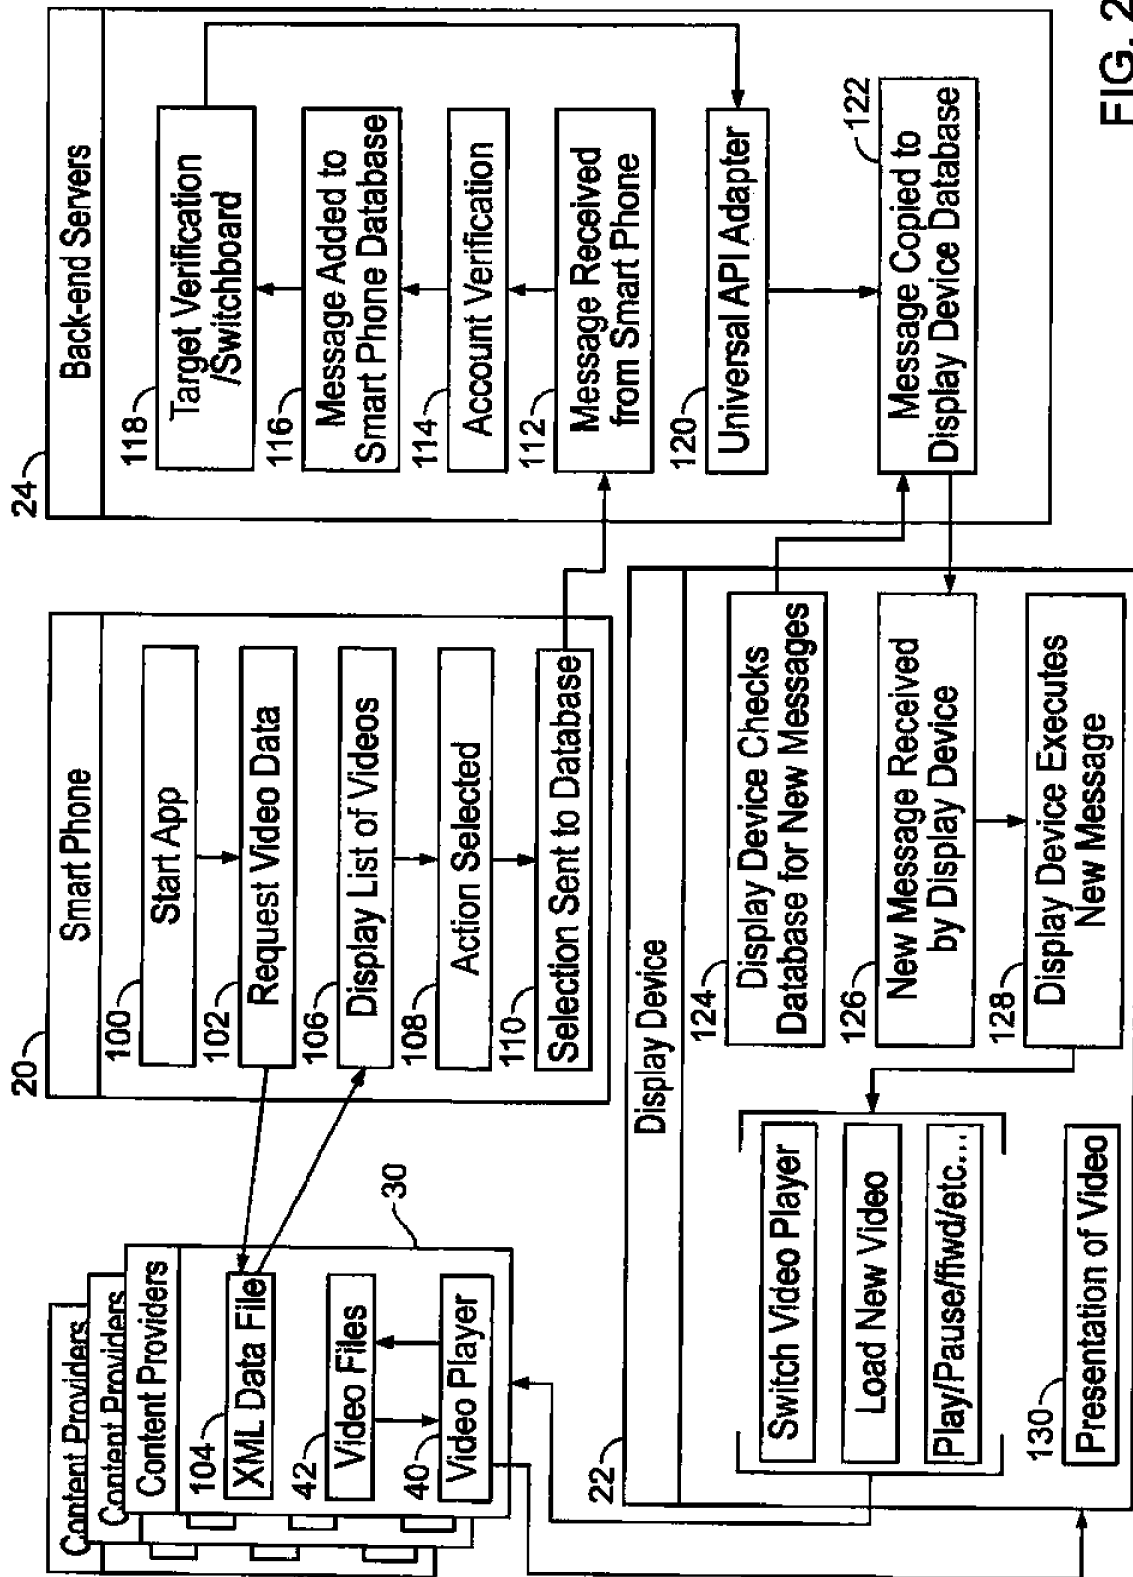 Content Providers
Content Providers
Content Providers
30
104
XML Data File
42
Video Files
40
Video Player
20
Smart Phone
100
Start App
102
Request Video Data
106
Display List of Videos
108
Action Selected
110
Selection Sent to Database
24
Back-end Servers
118
Target Verification
/Switchboard
116
Message Added to
Smart Phone Database
114
Account Verification
112
Message Received
from Smart Phone
120
Universal API Adapter
122
Message Copied to
Display Device Database
22
Display Device
Switch Video Player
Load New Video
Play/Pause/ffwd/etc...
130
Presentation of Video
124
Display Device Checks
Database for New Messages
126
New Message Received
by Display Device
128
Display Device Executes
New Message
FIG. 2